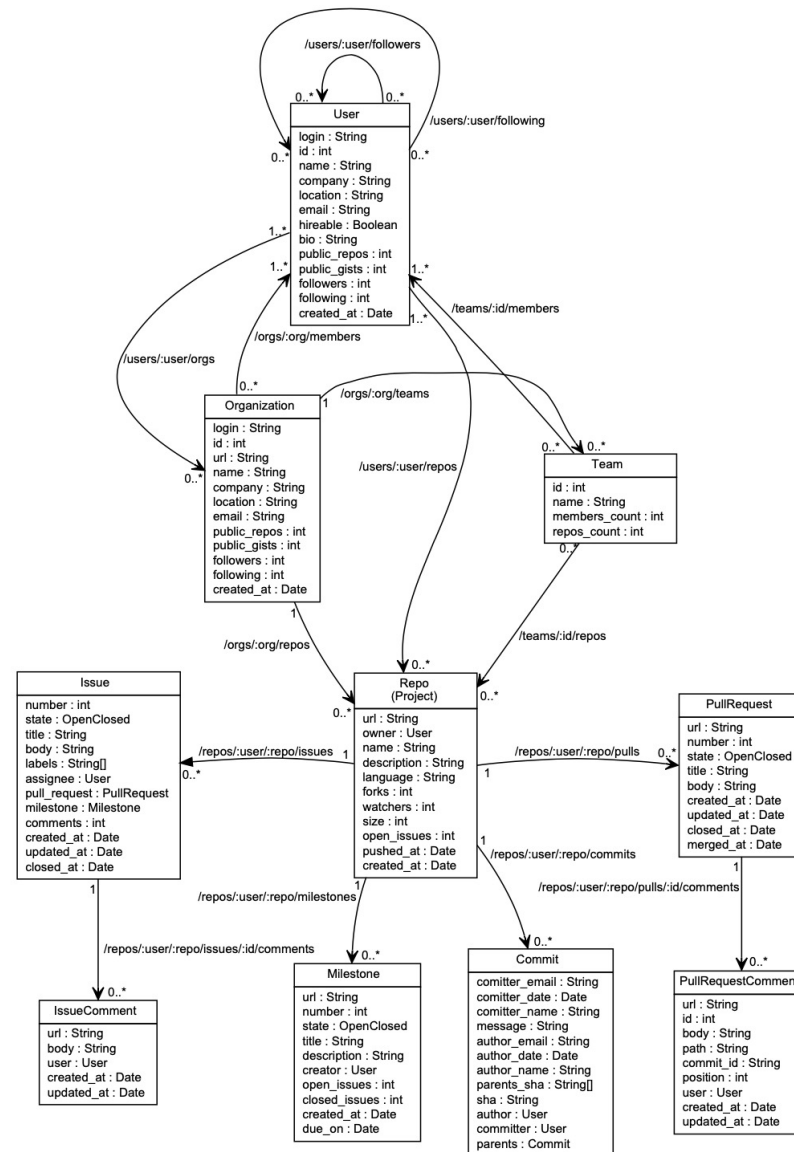 /users/:user/followers
0..*
0..*
User
/users/:user/following
login : String
id : int
name : String
company : String
location : String
email : String
hireable : Boolean
bio : String
public_repos : int
public_gists : int
followers : int
following : int
created_at : Date
0..*
0..*
1..*
1..*
1..*
1..*
/teams/:id/members
/users/:user/orgs
/orgs/:org/members
0..*
1
/orgs/:org/teams
Organization
login : String
id : int
url : String
name : String
company : String
location : String
email : String
public_repos : int
public_gists : int
followers : int
following : int
created_at : Date
0..*
/users/:user/repos
0..*
0..*
Team
id : int
name : String
members_count : int
repos_count : int
0..*
1
/orgs/:org/repos
/teams/:id/repos
0..*
0..*
0..*
Issue
number : int
state : OpenClosed
title : String
body : String
labels : String[]
assignee : User
pull_request : PullRequest
milestone : Milestone
comments : int
created_at : Date
updated_at : Date
closed_at : Date
Repo
(Project)
url : String
owner : User
name : String
description : String
language : String
forks : int
watchers : int
size : int
open_issues : int
pushed_at : Date
created_at : Date
PullRequest
url : String
number : int
state : OpenClosed
title : String
body : String
created_at : Date
updated_at : Date
closed_at : Date
merged_at : Date
/repos/:user/:repo/issues
1
0..*
/repos/:user/:repo/pulls
1
0..*
1
/repos/:user/:repo/commits
1
/repos/:user/:repo/milestones
1
/repos/:user/:repo/pulls/:id/comments
1
/repos/:user/:repo/issues/:id/comments
0..*
0..*
0..*
0..*
IssueComment
url : String
body : String
user : User
created_at : Date
updated_at : Date
Milestone
url : String
number : int
state : OpenClosed
title : String
description : String
creator : User
open_issues : int
closed_issues : int
created_at : Date
due_on : Date
Commit
comitter_email : String
comitter_date : Date
comitter_name : String
message : String
author_email : String
author_date : Date
author_name : String
parents_sha : String[]
sha : String
author : User
committer : User
parents : Commit
PullRequestComment
url : String
id : int
body : String
path : String
commit_id : String
position : int
user : User
created_at : Date
updated_at : Date